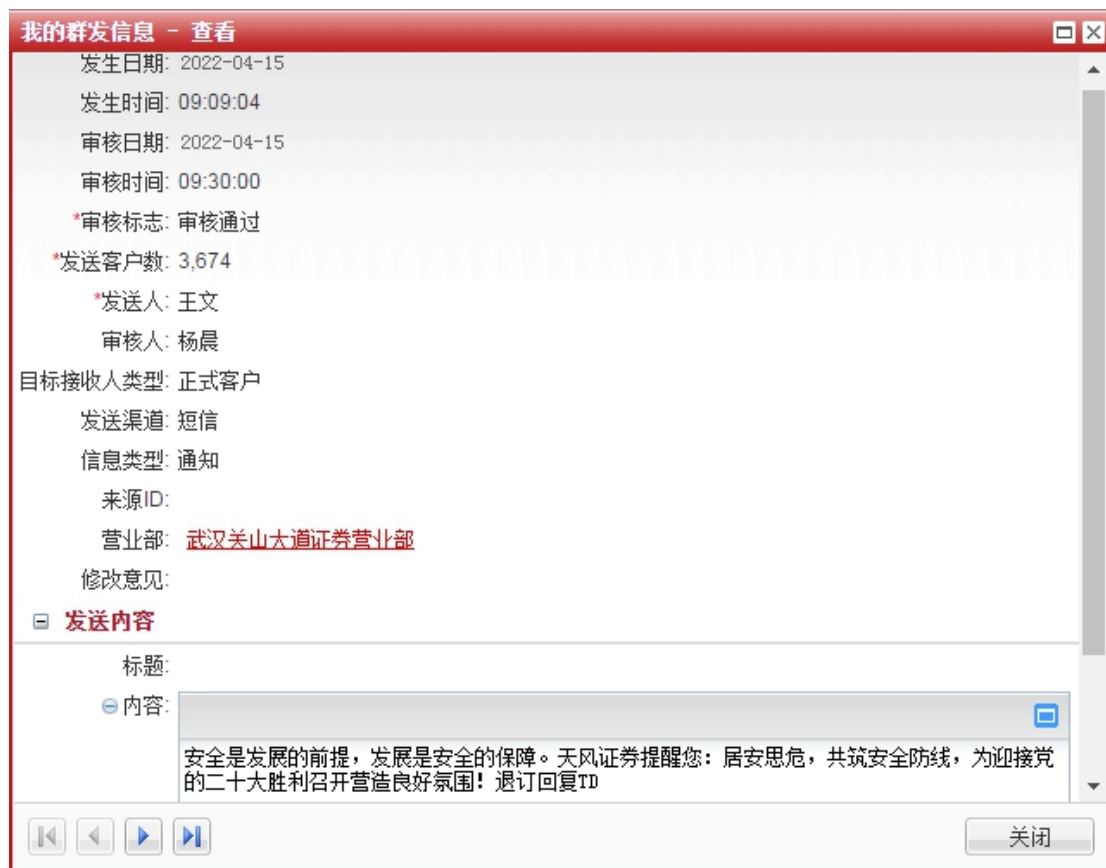 我的群发信息 - 查看
发生日期: 2022-04-15
发生时间: 09:09:04
审核日期: 2022-04-15
审核时间: 09:30:00
*审核标志: 审核通过
*发送客户数: 3,674
*发送人: 王文
审核人: 杨晨
目标接收人类型: 正式客户
发送渠道: 短信
信息类型: 通知
来源ID:
营业部: 武汉关山大道证券营业部
修改意见:
发送内容
标题:
内容:
安全是发展的前提，发展是安全的保障。天风证券提醒您：居安思危，共筑安全防线，为迎接党
的二十大胜利召开营造良好氛围！退订回复TD
关闭